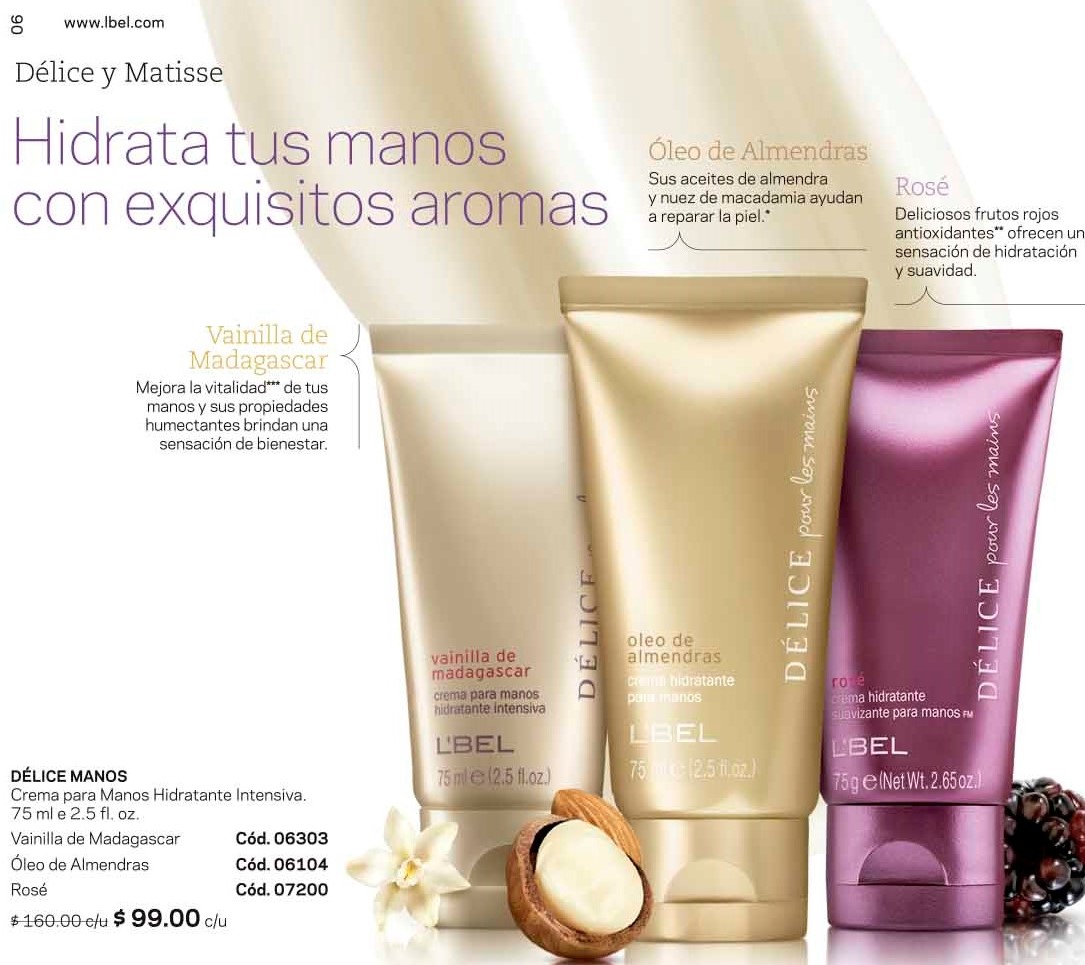 90
www.lbel.com
Délice y Matisse
Hidrata tus manos
con exquisitos aromas
Óleo de Almendras
Sus aceites de almendra
y nuez de macadamia ayudan
a reparar la piel.*
Rosé
Deliciosos frutos rojos
antioxidantes** ofrecen un
sensación de hidratación
y suavidad.
Vainilla de
Madagascar
Mejora la vitalidad*** de tus
manos y sus propiedades
humectantes brindan una
sensación de bienestar.
vainilla de
madagascar
crema para manos
hidratante intensiva
L'BEL
75 ml e (2.5 fl.oz.)
DÉLICE
oleo de
almendras
crema hidratante
para manos
L'BEL
75 ml e (2.5 fl.oz.)
DÉLICE pour les mains
rosé
crema hidratante
suavizante para manos FM
L'BEL
75 g e (Net Wt. 2.65 oz.)
DÉLICE pour les mains
DÉLICE MANOS
Crema para Manos Hidratante Intensiva.
75 ml e 2.5 fl. oz.
Vainilla de Madagascar Cód. 06303
Óleo de Almendras Cód. 06104
Rosé Cód. 07200
$ 160.00 c/u $ 99.00 c/u